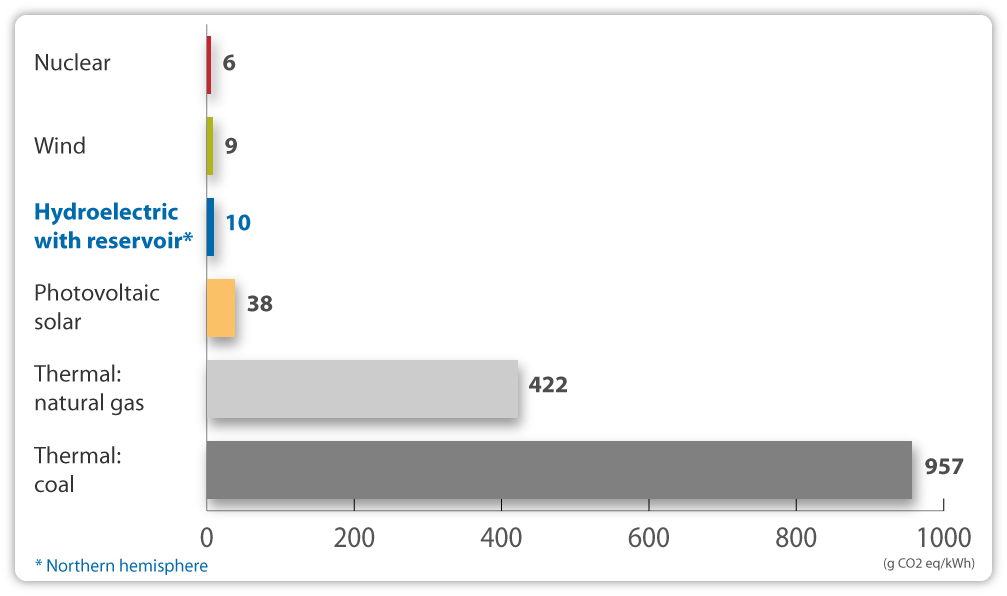 Nuclear
6
Wind
9
Hydroelectric
with reservoir*
10
Photovoltaic
solar
38
Thermal:
natural gas
422
Thermal:
coal
957
0 200 400 600 800 1000
* Northern hemisphere
(g CO2 eq/kWh)